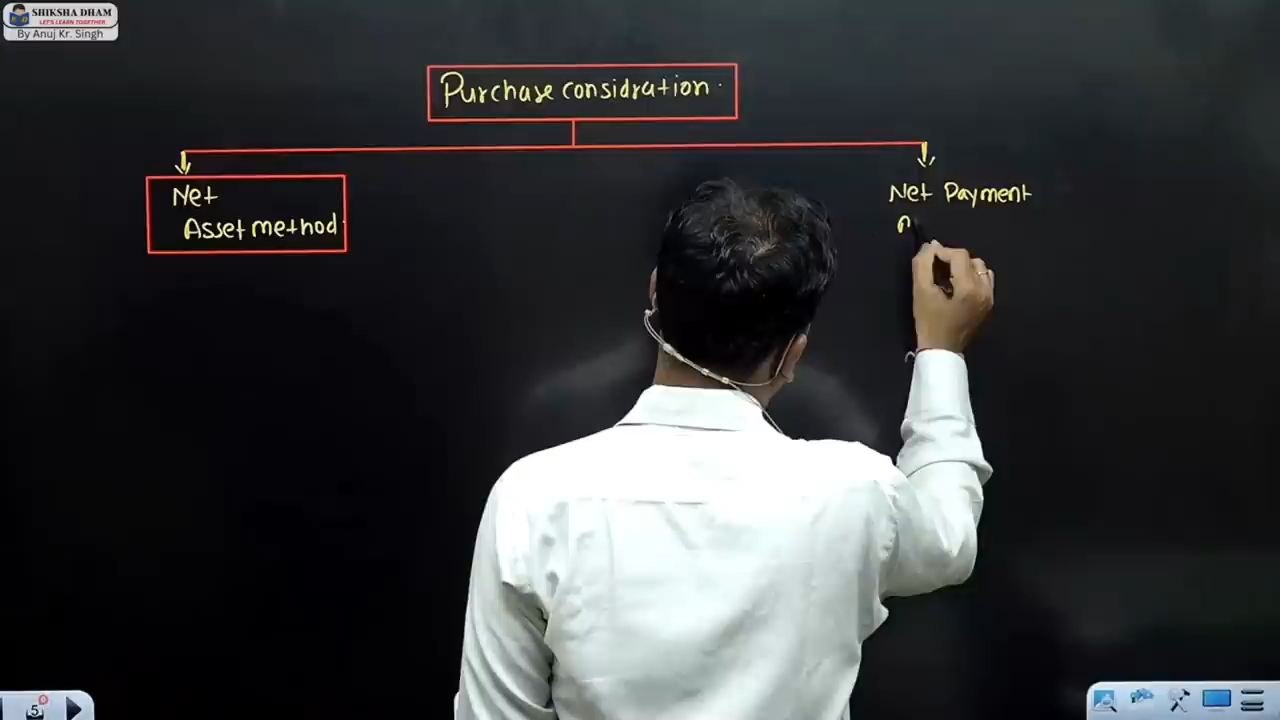 SHIKSHA DHAM
LET'S LEARN TOGETHER
By Anuj Kr. Singh
Purchase considration
Net
Asset method
Net Payment
5